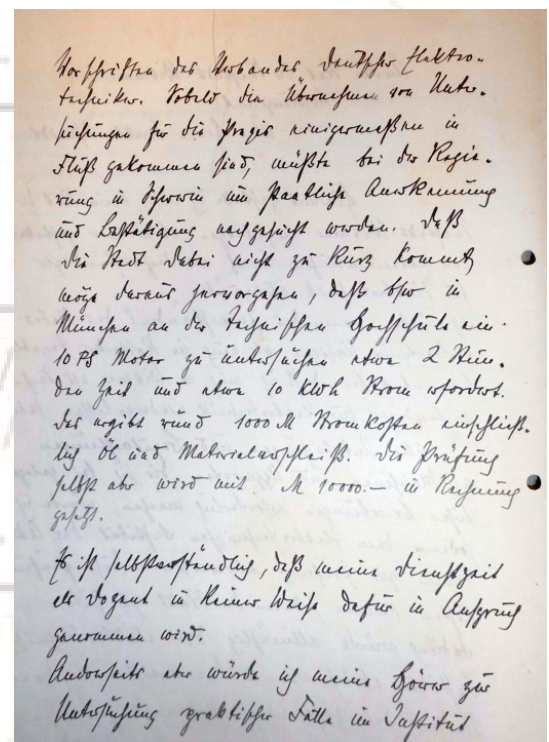 Vorschriften des Verbandes Deutscher Elektro-
techniker. Sobald die Übernahmen von Unter-
suchungen für die Praxis einigermaßen in
Fluß gekommen sind, müßte bei der Regie-
rung in Schwerin um staatliche Anerkennung
und Bestätigung nachgesucht werden. Daß
die Stadt dabei nicht zu kurz kommt,
möge daraus hervorgehen, daß bspw in
München an der Technischen Hochschule ein
10 PS Motor zu untersuchen etwa 2 Stun-
den Zeit und etwa 10 KWh Strom erfordert.
Das ergibt rund 1000 M Stromkosten einschließ-
lich Öl und Materialverschleiß. Die Prüfung
selbst aber wird mit M 10000.— in Rechnung
gesetzt.
Es ist selbstverständlich, daß meine Dienstzeit
als Dozent in keiner Weise dafür in Anspruch
genommen wird.
Anderseits aber würde ich meine Hörer zur
Untersuchung praktischer Fälle im Institut